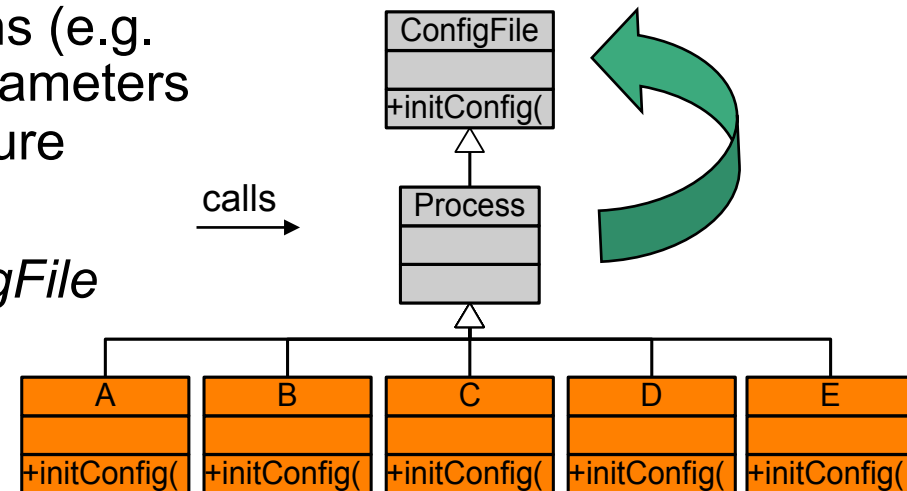 ns (e.g.
ameters
ure
calls
gFile
ConfigFile
+initConfig(
Process
A
B
C
D
E
+initConfig(
+initConfig(
+initConfig(
+initConfig(
+initConfig(